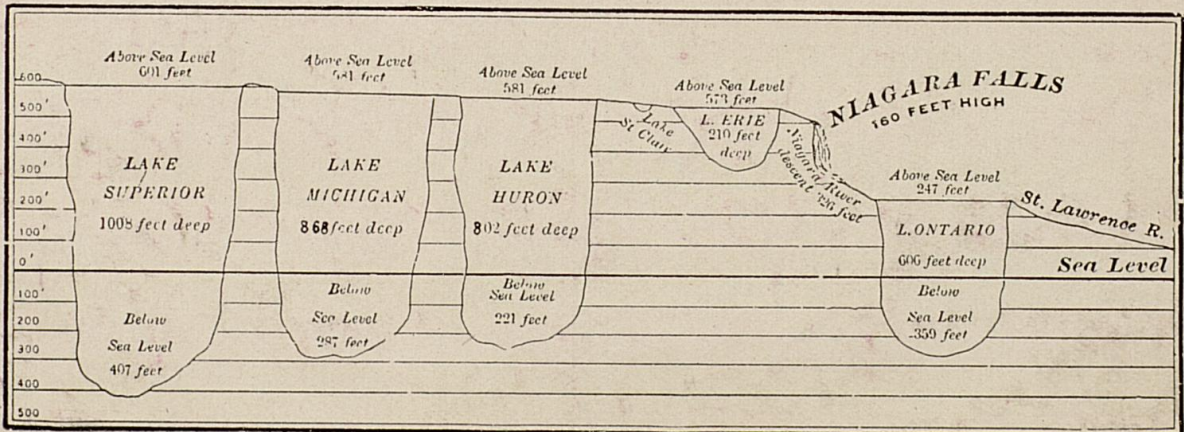 600
500'
400'
300'
200'
100'
0'
100'
200
300
400
500
Above Sea Level
601 feet
LAKE
SUPERIOR
1008 feet deep
Below
Sea Level
407 feet
Above Sea Level
581 feet
LAKE
MICHIGAN
868 feet deep
Below
Sea Level
287 feet
Above Sea Level
581 feet
LAKE
HURON
802 feet deep
Below
Sea Level
221 feet
Lake
St Clair
Above Sea Level
573 feet
L. ERIE
210 feet
deep
Niagara River
descent 326 feet
NIAGARA FALLS
160 FEET HIGH
Above Sea Level
247 feet
L. ONTARIO
606 feet deep
Below
Sea Level
359 feet
St. Lawrence R.
Sea Level